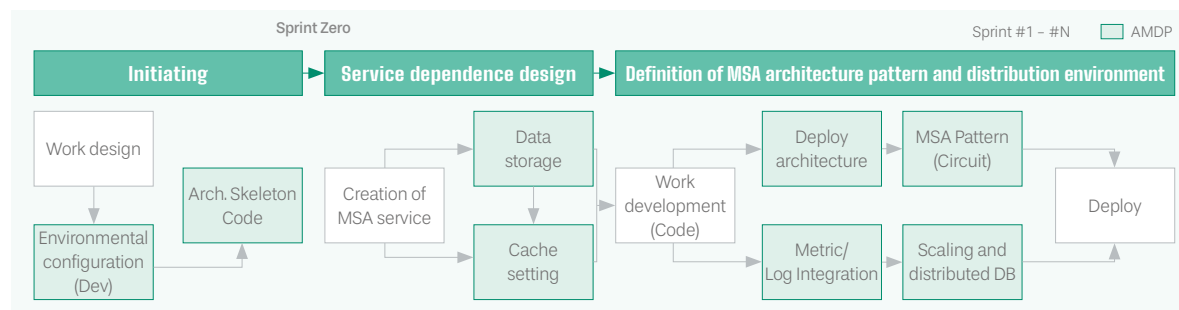 Sprint Zero
Sprint #1 – #N
AMDP
Initiating
Service dependence design
Definition of MSA architecture pattern and distribution environment
Work design
Environmental
configuration
(Dev)
Arch. Skeleton
Code
Creation of
MSA service
Data
storage
Cache
setting
Work
development
(Code)
Deploy
architecture
MSA Pattern
(Circuit)
Metric/
Log Integration
Scaling and
distributed DB
Deploy